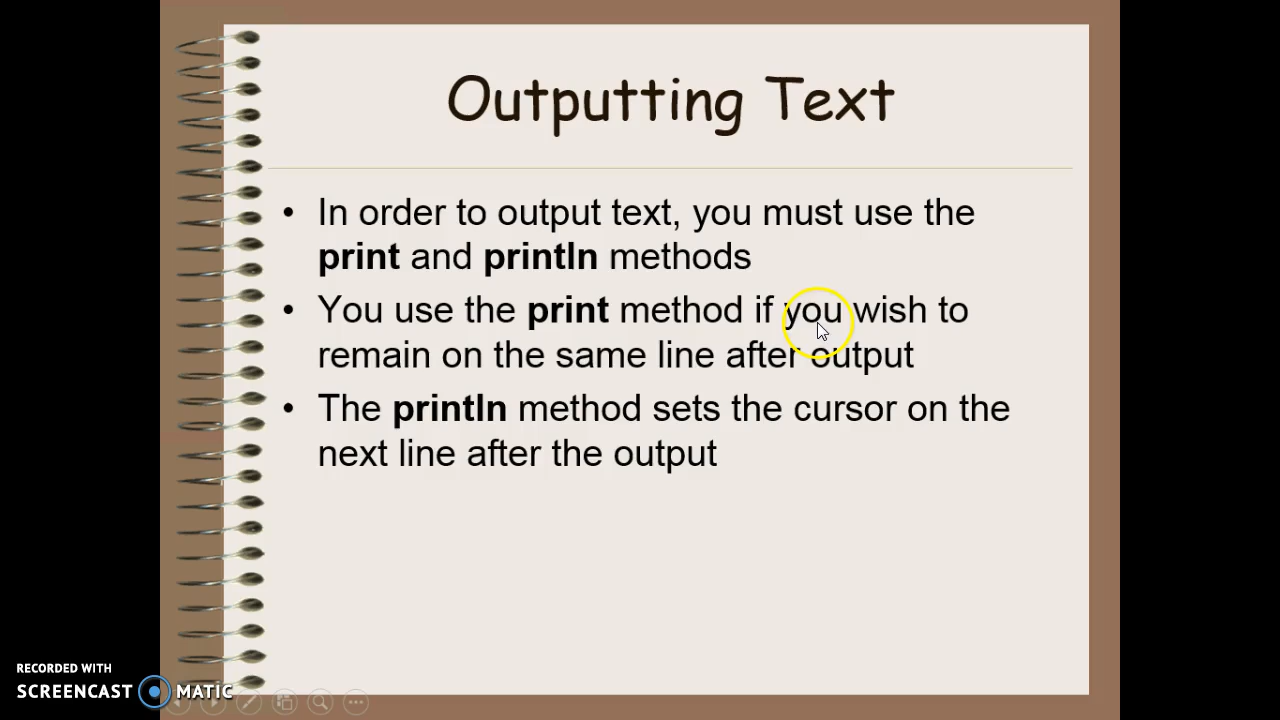 Outputting Text
• In order to output text, you must use the
print and println methods
• You use the print method if you wish to
remain on the same line after output
• The println method sets the cursor on the
next line after the output
RECORDED WITH
SCREENCAST MATIC